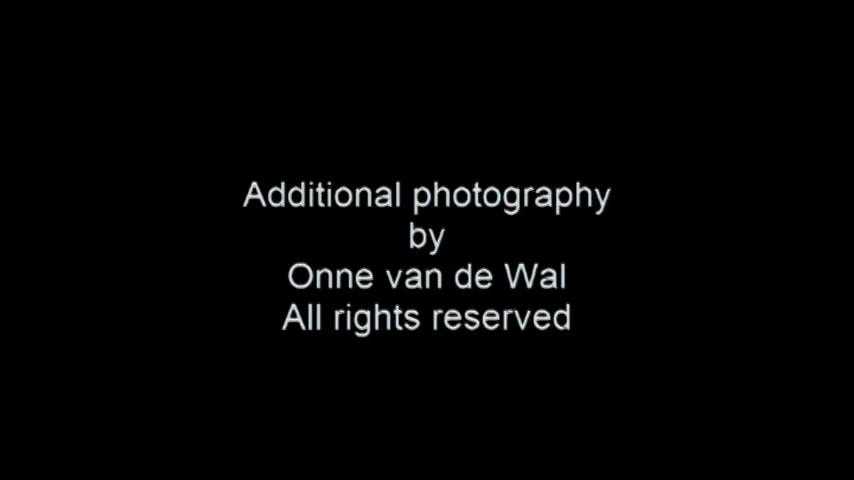 Additional photography
by
Onne van de Wal
All rights reserved